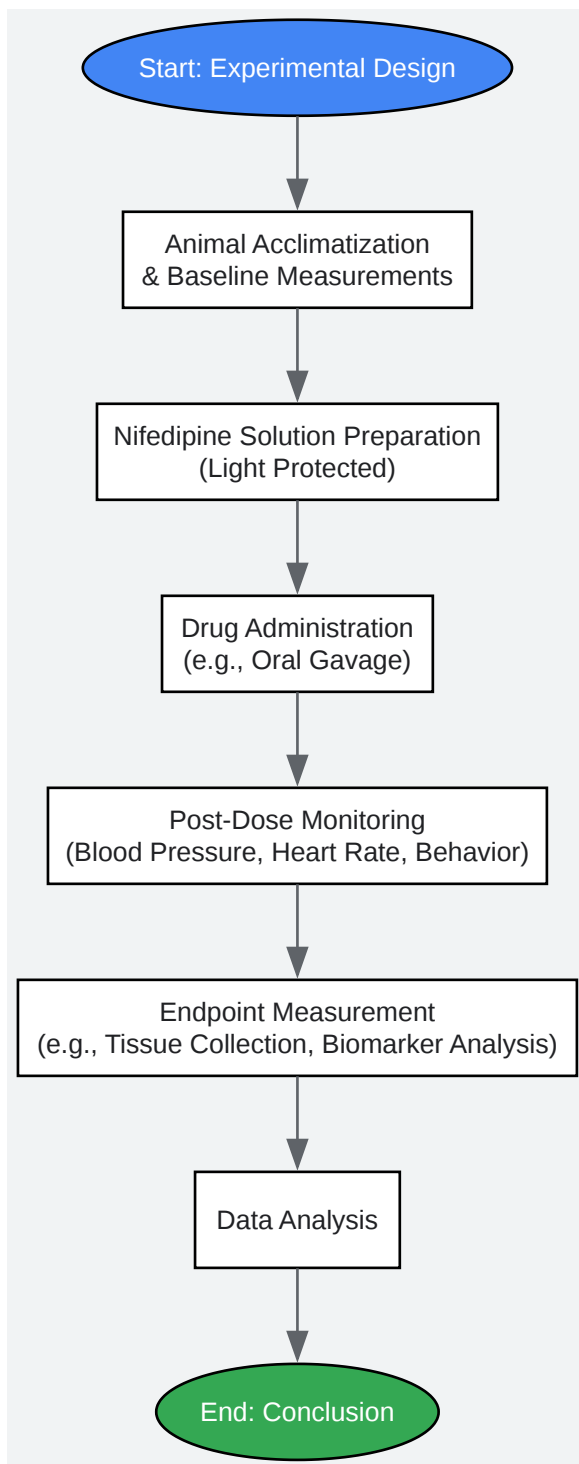 Start: Experimental Design
Animal Acclimatization
& Baseline Measurements
Nifedipine Solution Preparation
(Light Protected)
Drug Administration
(e.g., Oral Gavage)
Post-Dose Monitoring
(Blood Pressure, Heart Rate, Behavior)
Endpoint Measurement
(e.g., Tissue Collection, Biomarker Analysis)
Data Analysis
End: Conclusion